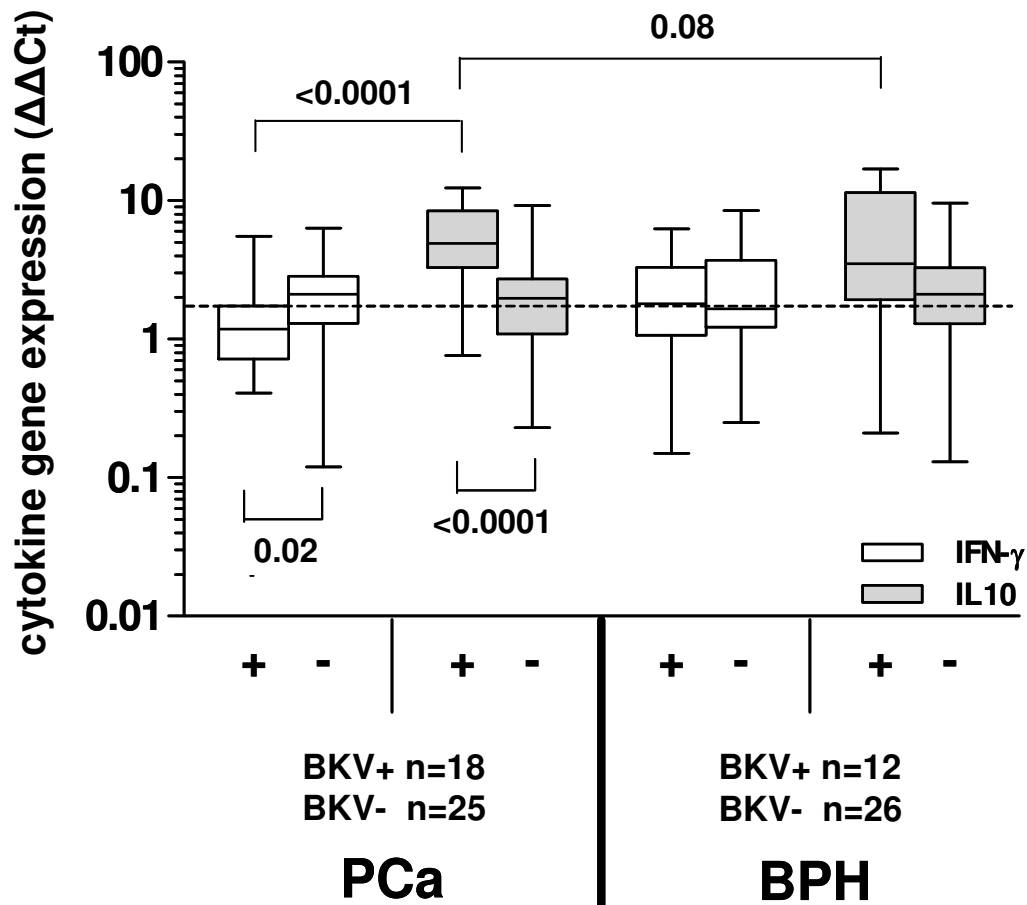 cytokine gene expression (ΔΔCt)
100
10
1
0.1
0.01
<0.0001
0.08
0.02
<0.0001
IFN-γ
IL10
+ - + - + - + -
BKV+ n=18
BKV- n=25
BKV+ n=12
BKV- n=26
PCa
BPH